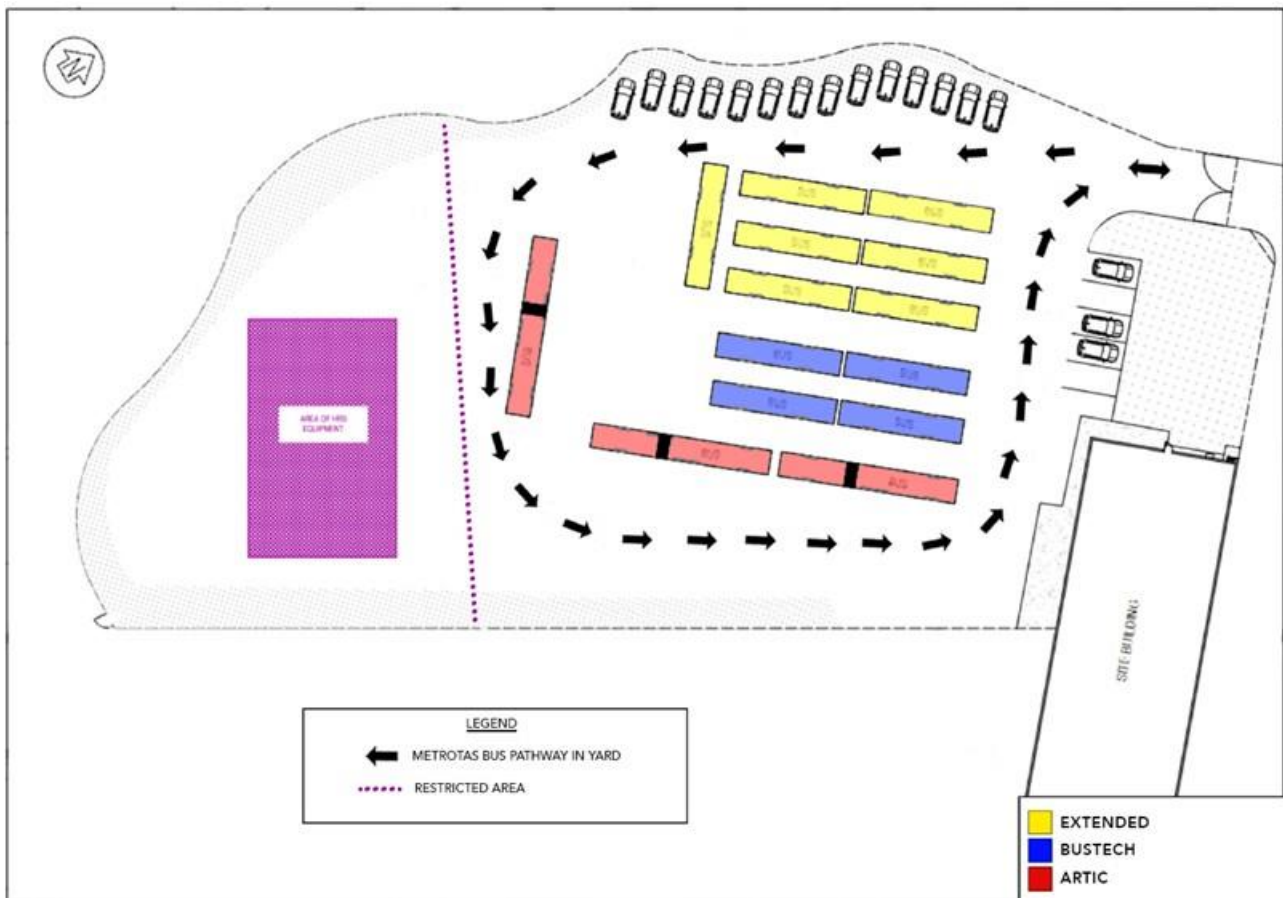 N
BUS
BUS
BUS
BUS
BUS
BUS
BUS
BUS
BUS
BUS
BUS
BUS
BUS
BUS
AREA OF HRS
EQUIPMENT
SITE BUILDING
LEGEND
METROTAS BUS PATHWAY IN YARD
RESTRICTED AREA
EXTENDED
BUSTECH
ARTIC